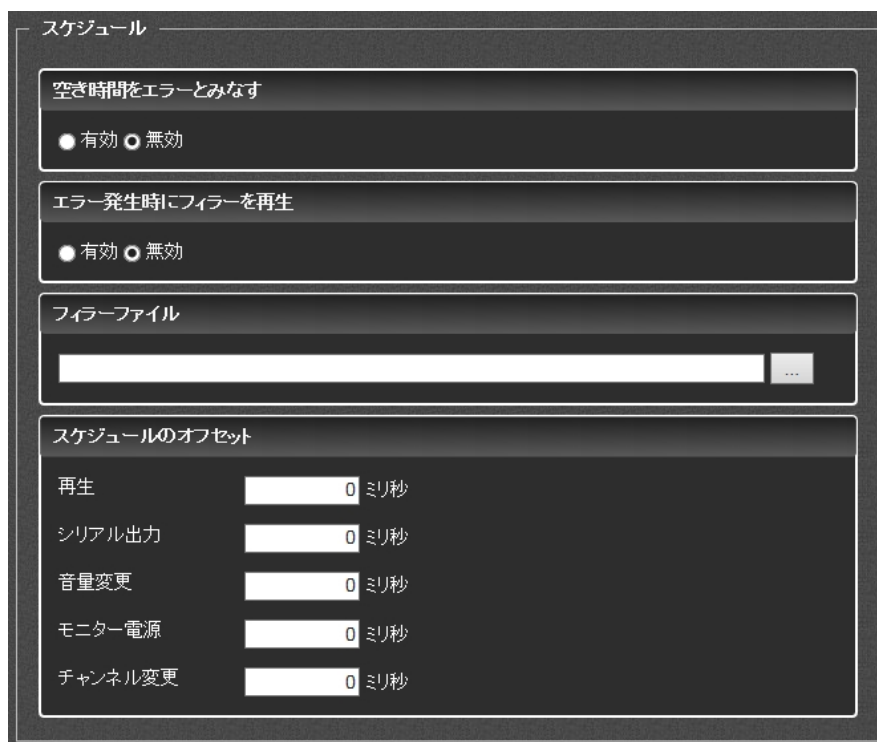 スケジュール
空き時間をエラーとみなす
有効 無効
エラー発生時にフィラーを再生
有効 無効
フィラーファイル
...
スケジュールのオフセット
再生 0 ミリ秒
シリアル出力 0 ミリ秒
音量変更 0 ミリ秒
モニター電源 0 ミリ秒
チャンネル変更 0 ミリ秒